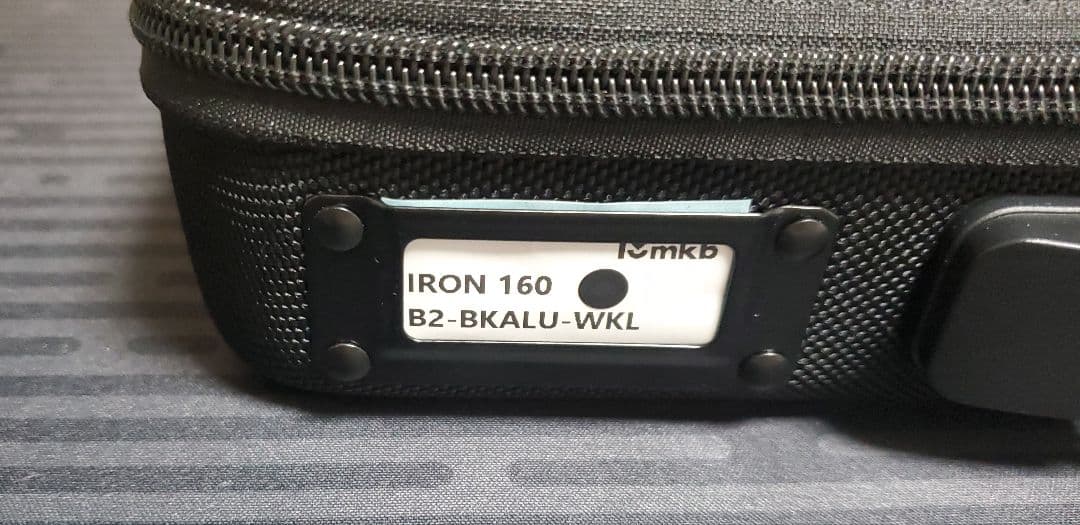 mkb
IRON 160
B2-BKALU-WKL